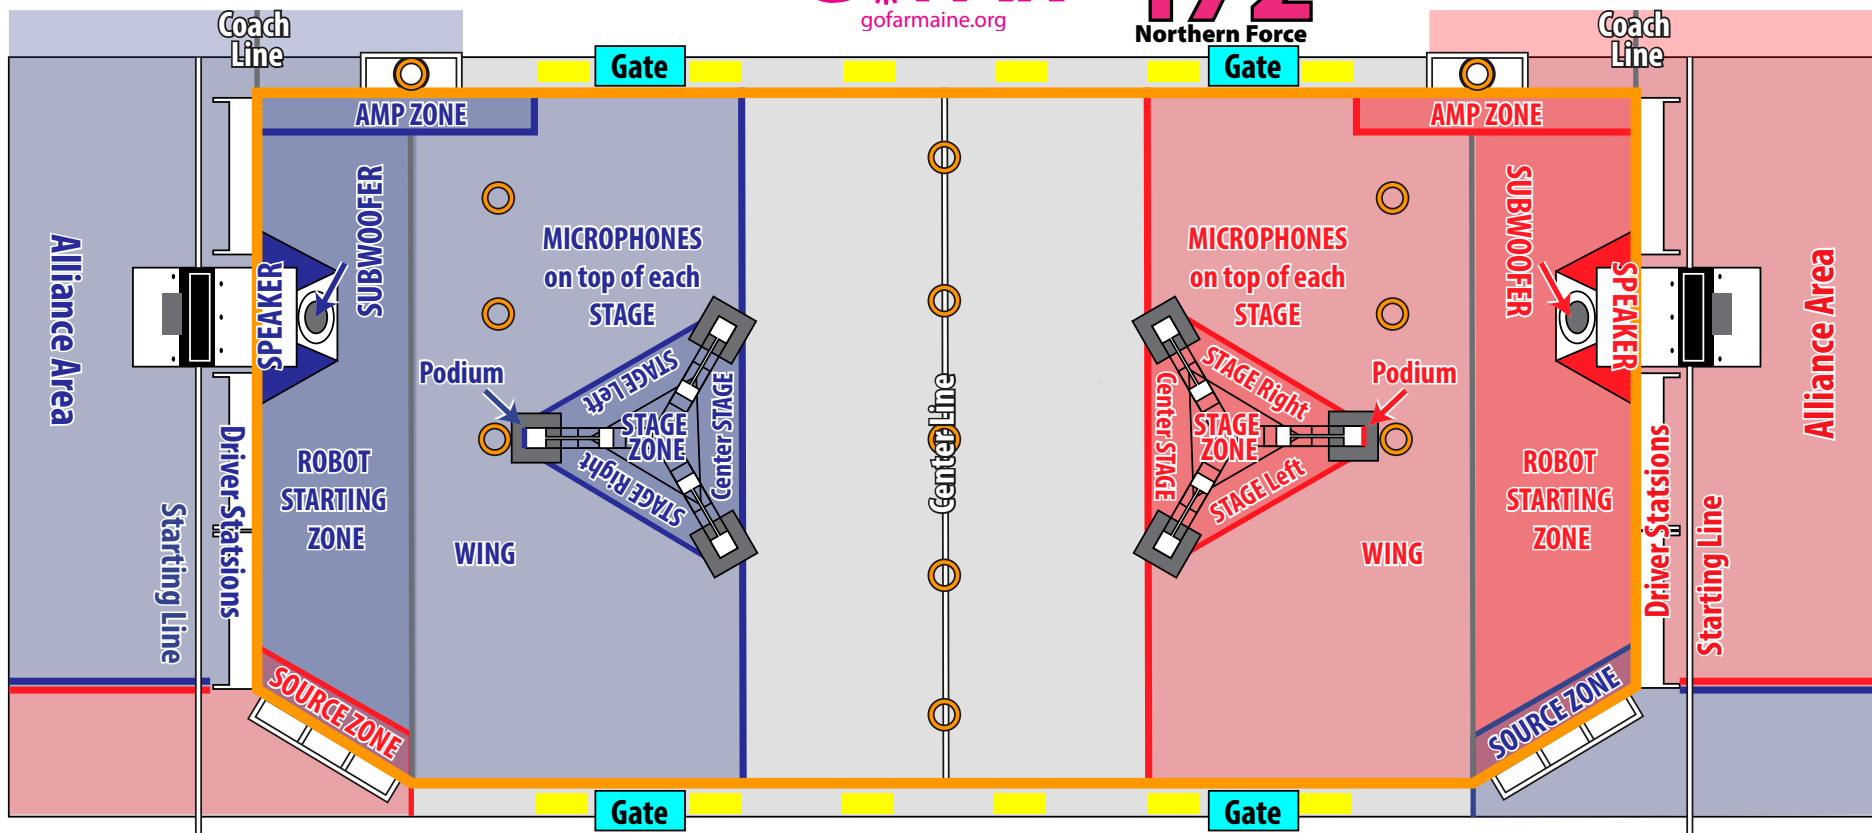 gofarmaine.org
172
Northern Force
Coach
Line
Coach
Line
Gate
Gate
AMP ZONE
AMP ZONE
SUBWOOFER
SUBWOOFER
MICROPHONES
on top of each
STAGE
MICROPHONES
on top of each
STAGE
Alliance Area
Alliance Area
SPEAKER
SPEAKER
Podium
Podium
STAGE Left
STAGE
ZONE
Center STAGE
STAGE Right
Center Line
Center STAGE
STAGE Right
STAGE
ZONE
STAGE Left
ROBOT
STARTING
ZONE
ROBOT
STARTING
ZONE
Driver Statsions
Driver Statsions
Starting Line
Starting Line
WING
WING
SOURCE ZONE
SOURCE ZONE
Gate
Gate